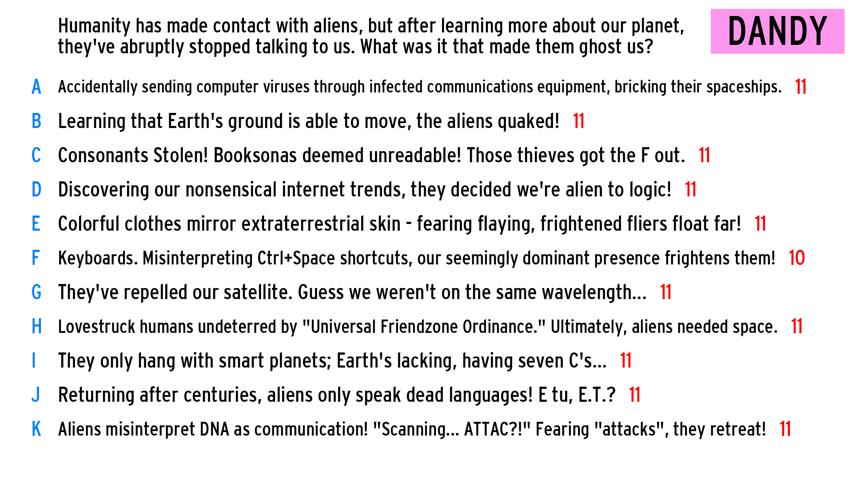 Humanity has made contact with aliens, but after learning more about our planet,
they've abruptly stopped talking to us. What was it that made them ghost us?
DANDY
A Accidentally sending computer viruses through infected communications equipment, bricking their spaceships. 11
B Learning that Earth's ground is able to move, the aliens quaked! 11
C Consonants Stolen! Booksonas deemed unreadable! Those thieves got the F out. 11
D Discovering our nonsensical internet trends, they decided we're alien to logic! 11
E Colorful clothes mirror extraterrestrial skin - fearing flaying, frightened fliers float far! 11
F Keyboards. Misinterpreting Ctrl+Space shortcuts, our seemingly dominant presence frightens them! 10
G They've repelled our satellite. Guess we weren't on the same wavelength... 11
H Lovestruck humans undeterred by "Universal Friendzone Ordinance." Ultimately, aliens needed space. 11
I They only hang with smart planets; Earth's lacking, having seven C's... 11
J Returning after centuries, aliens only speak dead languages! E tu, E.T.? 11
K Aliens misinterpret DNA as communication! "Scanning... ATTAC?!" Fearing "attacks", they retreat! 11